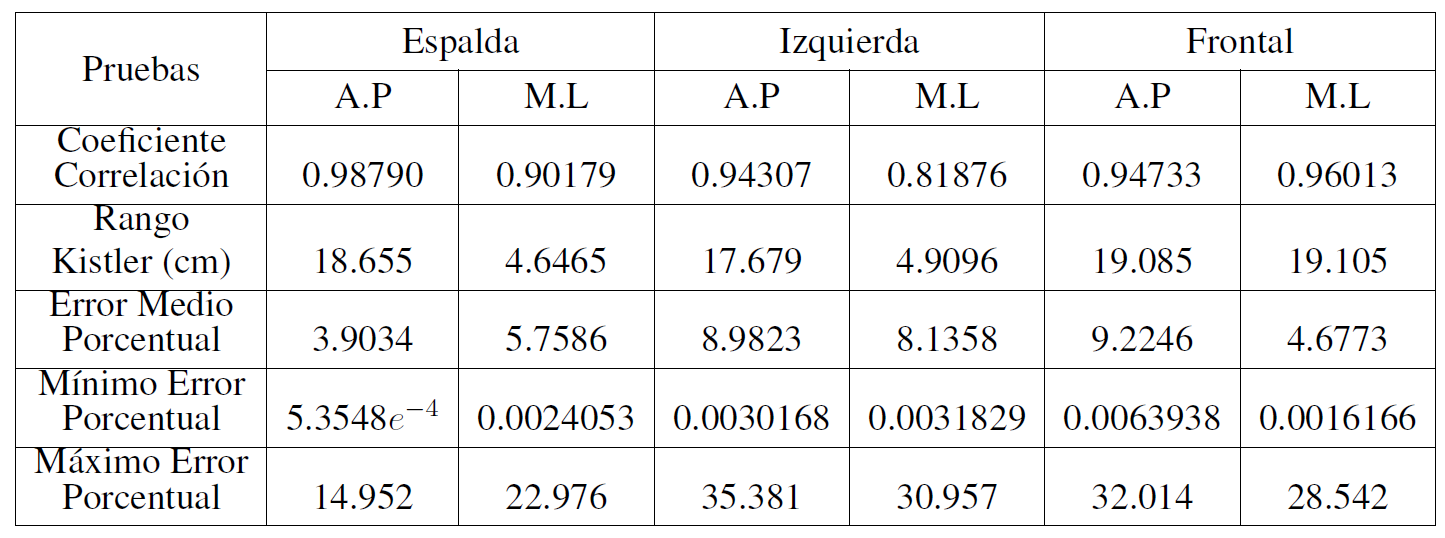 Pruebas Espalda Izquierda Frontal
A.P M.L A.P M.L A.P M.L
Coeficiente
Correlación 0.98790 0.90179 0.94307 0.81876 0.94733 0.96013
Rango
Kistler (cm) 18.655 4.6465 17.679 4.9096 19.085 19.105
Error Medio
Porcentual 3.9034 5.7586 8.9823 8.1358 9.2246 4.6773
Mínimo Error
Porcentual 5.3548e⁻⁴ 0.0024053 0.0030168 0.0031829 0.0063938 0.0016166
Máximo Error
Porcentual 14.952 22.976 35.381 30.957 32.014 28.542